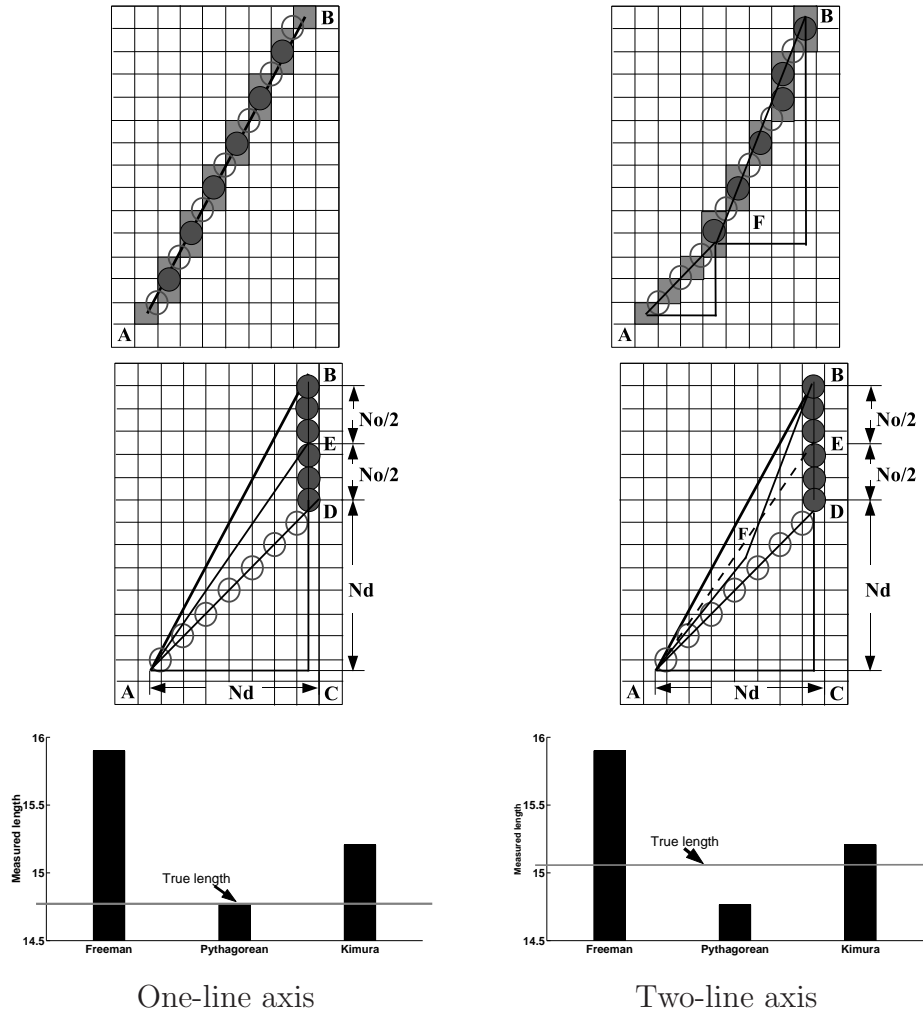 B
A
B
F
A
B
No/2
E
No/2
D
Nd
A
Nd
C
B
No/2
E
No/2
F
D
Nd
A
Nd
C
16
15.5
15
14.5
Measured length
True length
Freeman
Pythagorean
Kimura
16
15.5
15
14.5
Measured length
True length
Freeman
Pythagorean
Kimura
One-line axis
Two-line axis